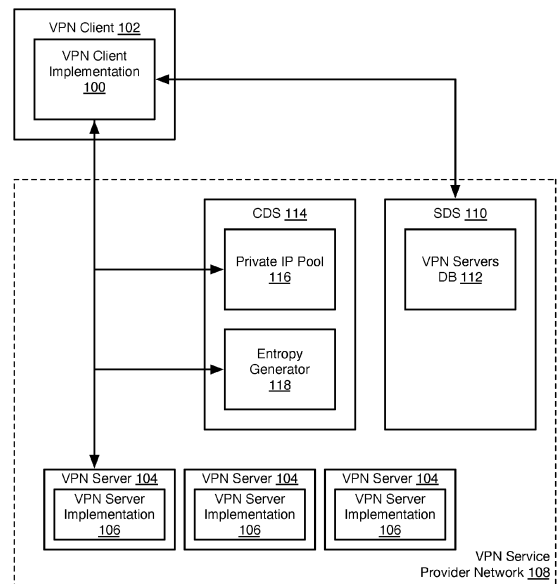 VPN Client 102
VPN Client
Implementation
100
CDS 114
Private IP Pool
116
Entropy
Generator
118
SDS 110
VPN Servers
DB 112
VPN Server 104
VPN Server
Implementation
106
VPN Server 104
VPN Server
Implementation
106
VPN Server 104
VPN Server
Implementation
106
VPN Service
Provider Network 108